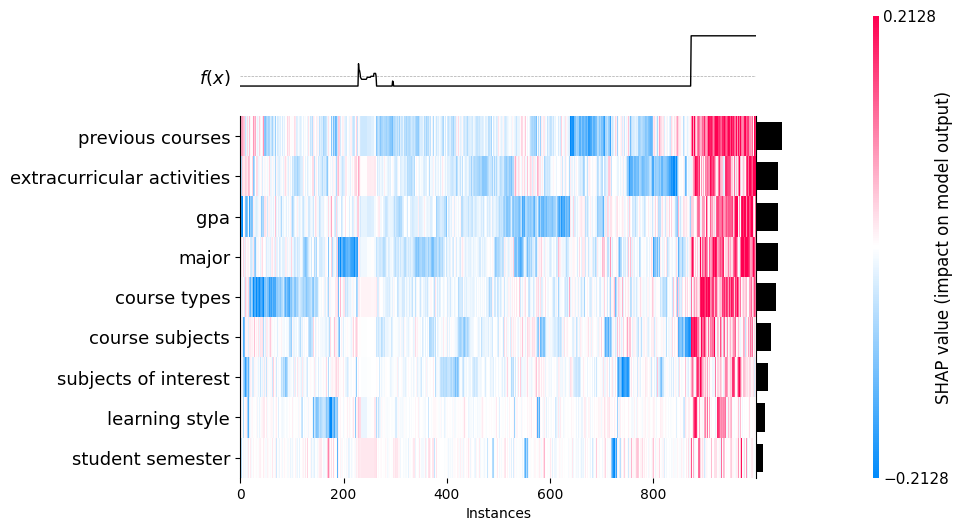 0.2128
f(x)
previous courses
extracurricular activities
gpa
major
course types
course subjects
subjects of interest
learning style
student semester
0 200 400 600 800
Instances
SHAP value (impact on model output)
−0.2128